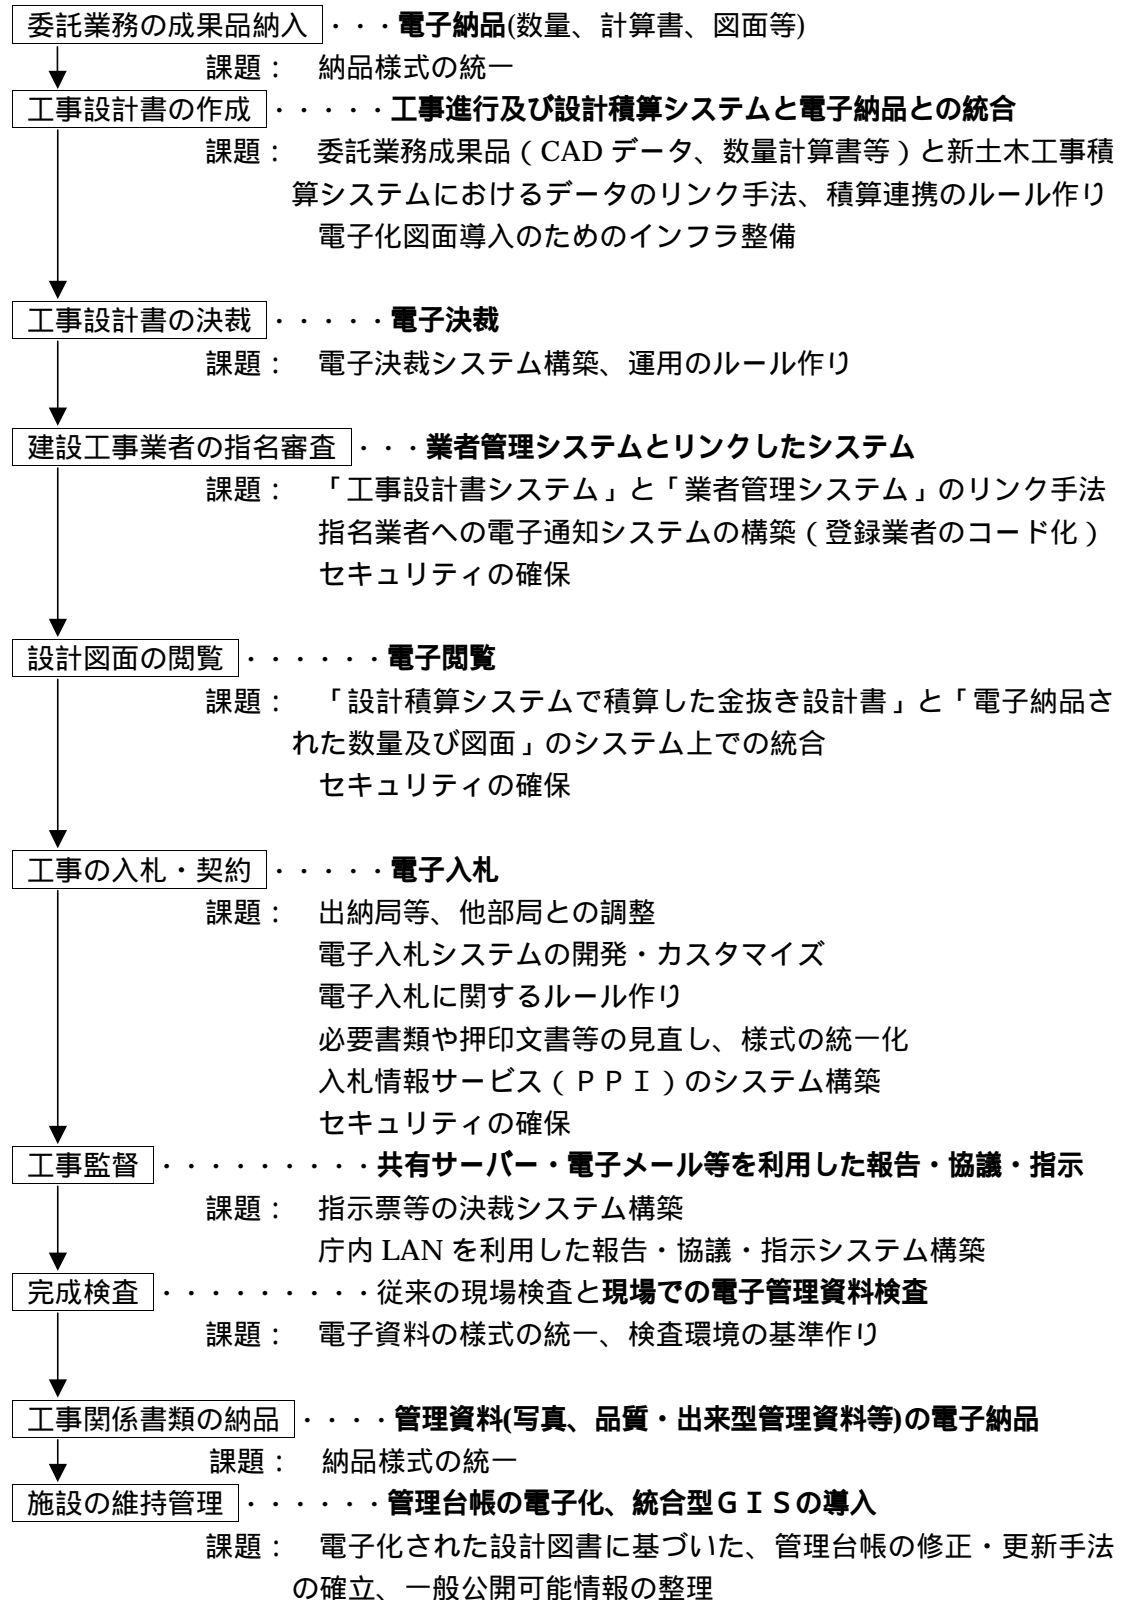 委託業務の成果品納入・・・電子納品(数量、計算書、図面等)
課題： 納品様式の統一
工事設計書の作成・・・・・工事進行及び設計積算システムと電子納品との統合
課題： 委託業務成果品（CAD データ、数量計算書等）と新土木工事積
算システムにおけるデータのリンク手法、積算連携のルール作り
電子化図面導入のためのインフラ整備
工事設計書の決裁・・・・・電子決裁
課題： 電子決裁システム構築、運用のルール作り
建設工事業者の指名審査・・・業者管理システムとリンクしたシステム
課題： 「工事設計書システム」と「業者管理システム」のリンク手法
指名業者への電子通知システムの構築（登録業者のコード化）
セキュリティの確保
設計図面の閲覧・・・・・・電子閲覧
課題： 「設計積算システムで積算した金抜き設計書」と「電子納品さ
れた数量及び図面」のシステム上での統合
セキュリティの確保
工事の入札・契約・・・・・電子入札
課題： 出納局等、他部局との調整
電子入札システムの開発・カスタマイズ
電子入札に関するルール作り
必要書類や押印文書等の見直し、様式の統一化
入札情報サービス（ＰＰＩ）のシステム構築
セキュリティの確保
工事監督・・・・・・・・・共有サーバー・電子メール等を利用した報告・協議・指示
課題： 指示票等の決裁システム構築
庁内 LAN を利用した報告・協議・指示システム構築
完成検査・・・・・・・・・従来の現場検査と現場での電子管理資料検査
課題： 電子資料の様式の統一、検査環境の基準作り
工事関係書類の納品・・・・管理資料(写真、品質・出来型管理資料等)の電子納品
課題： 納品様式の統一
施設の維持管理・・・・・・管理台帳の電子化、統合型ＧＩＳの導入
課題： 電子化された設計図書に基づいた、管理台帳の修正・更新手法
の確立、一般公開可能情報の整理